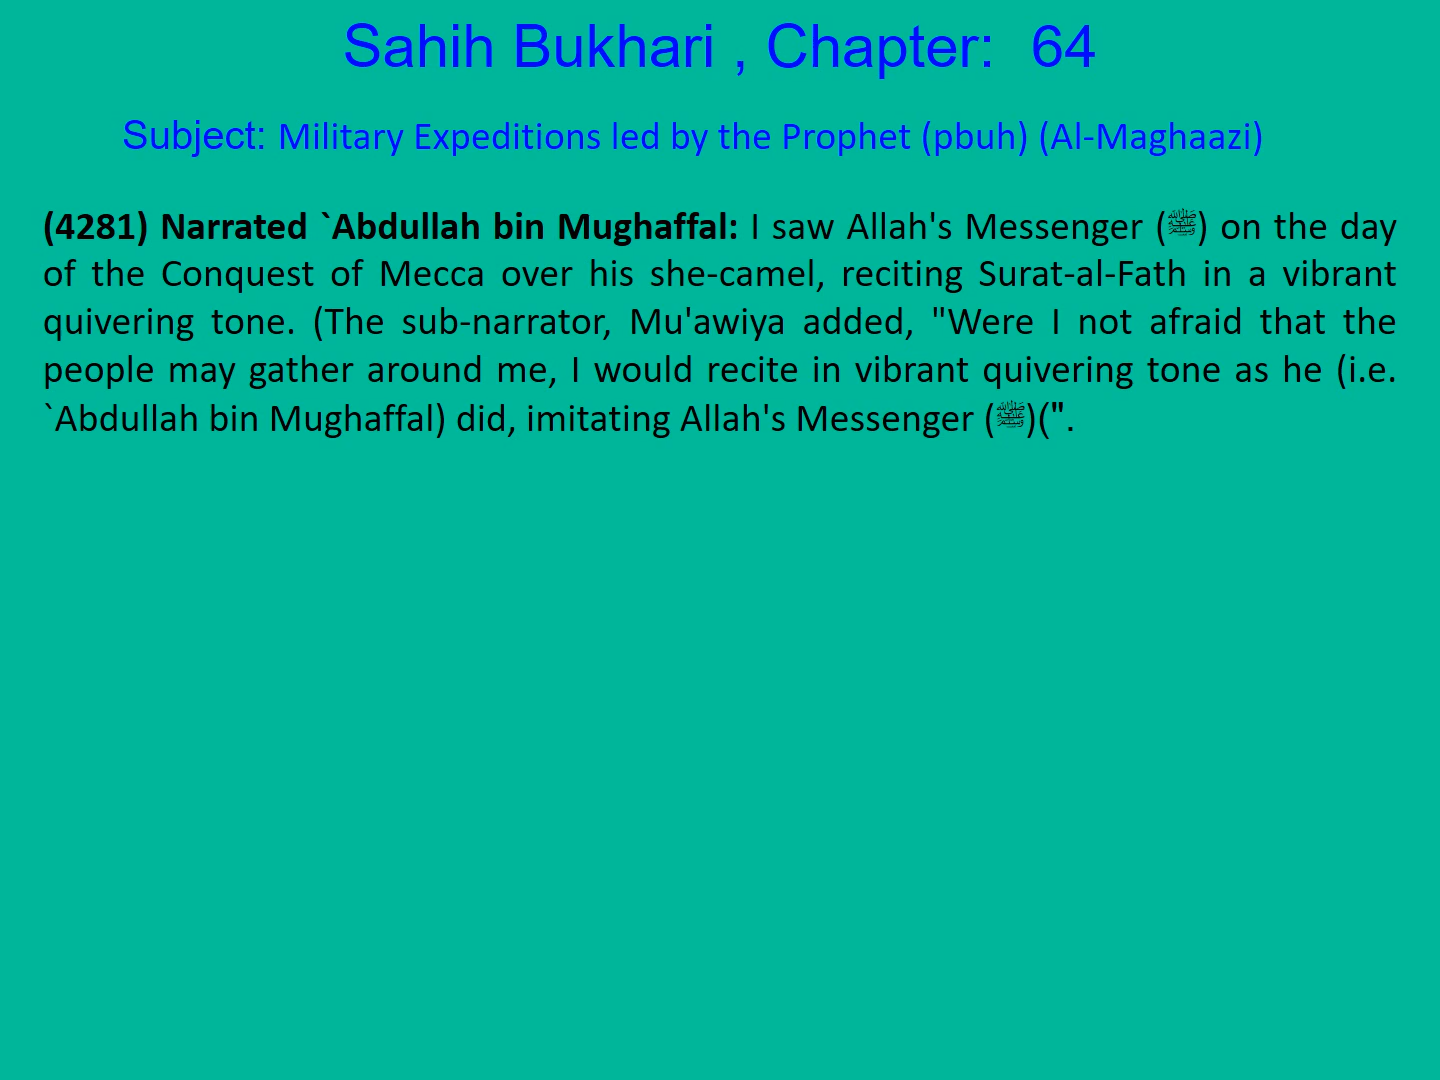 Sahih Bukhari , Chapter: 64
Subject: Military Expeditions led by the Prophet (pbuh) (Al-Maghaazi)
(4281) Narrated `Abdullah bin Mughaffal: I saw Allah's Messenger (ﷺ) on the day
of the Conquest of Mecca over his she-camel, reciting Surat-al-Fath in a vibrant
quivering tone. (The sub-narrator, Mu'awiya added, "Were I not afraid that the
people may gather around me, I would recite in vibrant quivering tone as he (i.e.
`Abdullah bin Mughaffal) did, imitating Allah's Messenger (ﷺ)(".